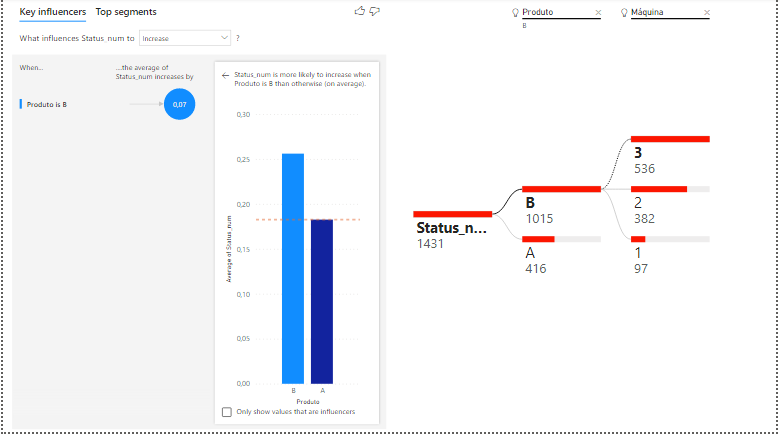 Key influencers Top segments
What influences Status_num to Increase ?
When...
...the average of
Status_num increases by
Produto is B
0,07
Status_num is more likely to increase when
Produto is B than otherwise (on average).
0,30
0,25
0,20
0,15
0,10
0,05
0,00
Average of Status_num
B A
Produto
Only show values that are influencers
Produto
B
Máquina
Status_n...
1431
B
1015
A
416
3
536
2
382
1
97